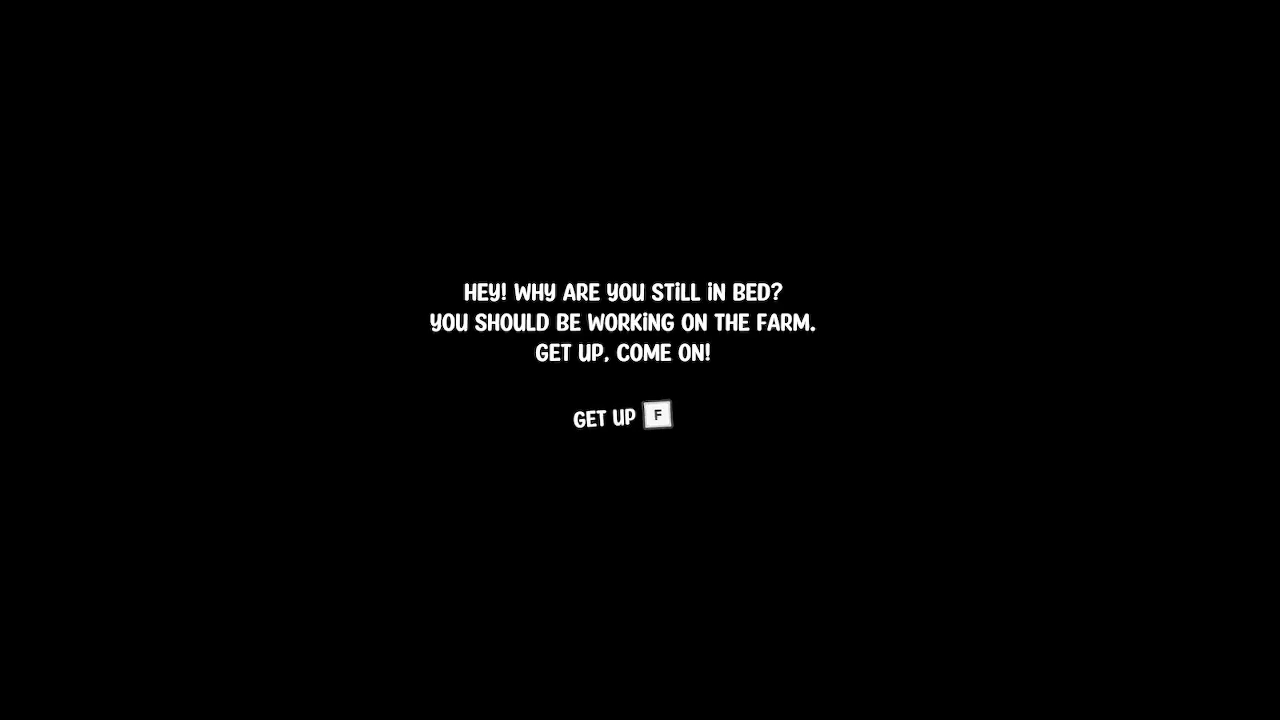 HEY! WHY ARE YOU STILL IN BED?
YOU SHOULD BE WORKING ON THE FARM.
GET UP, COME ON!
GET UP F